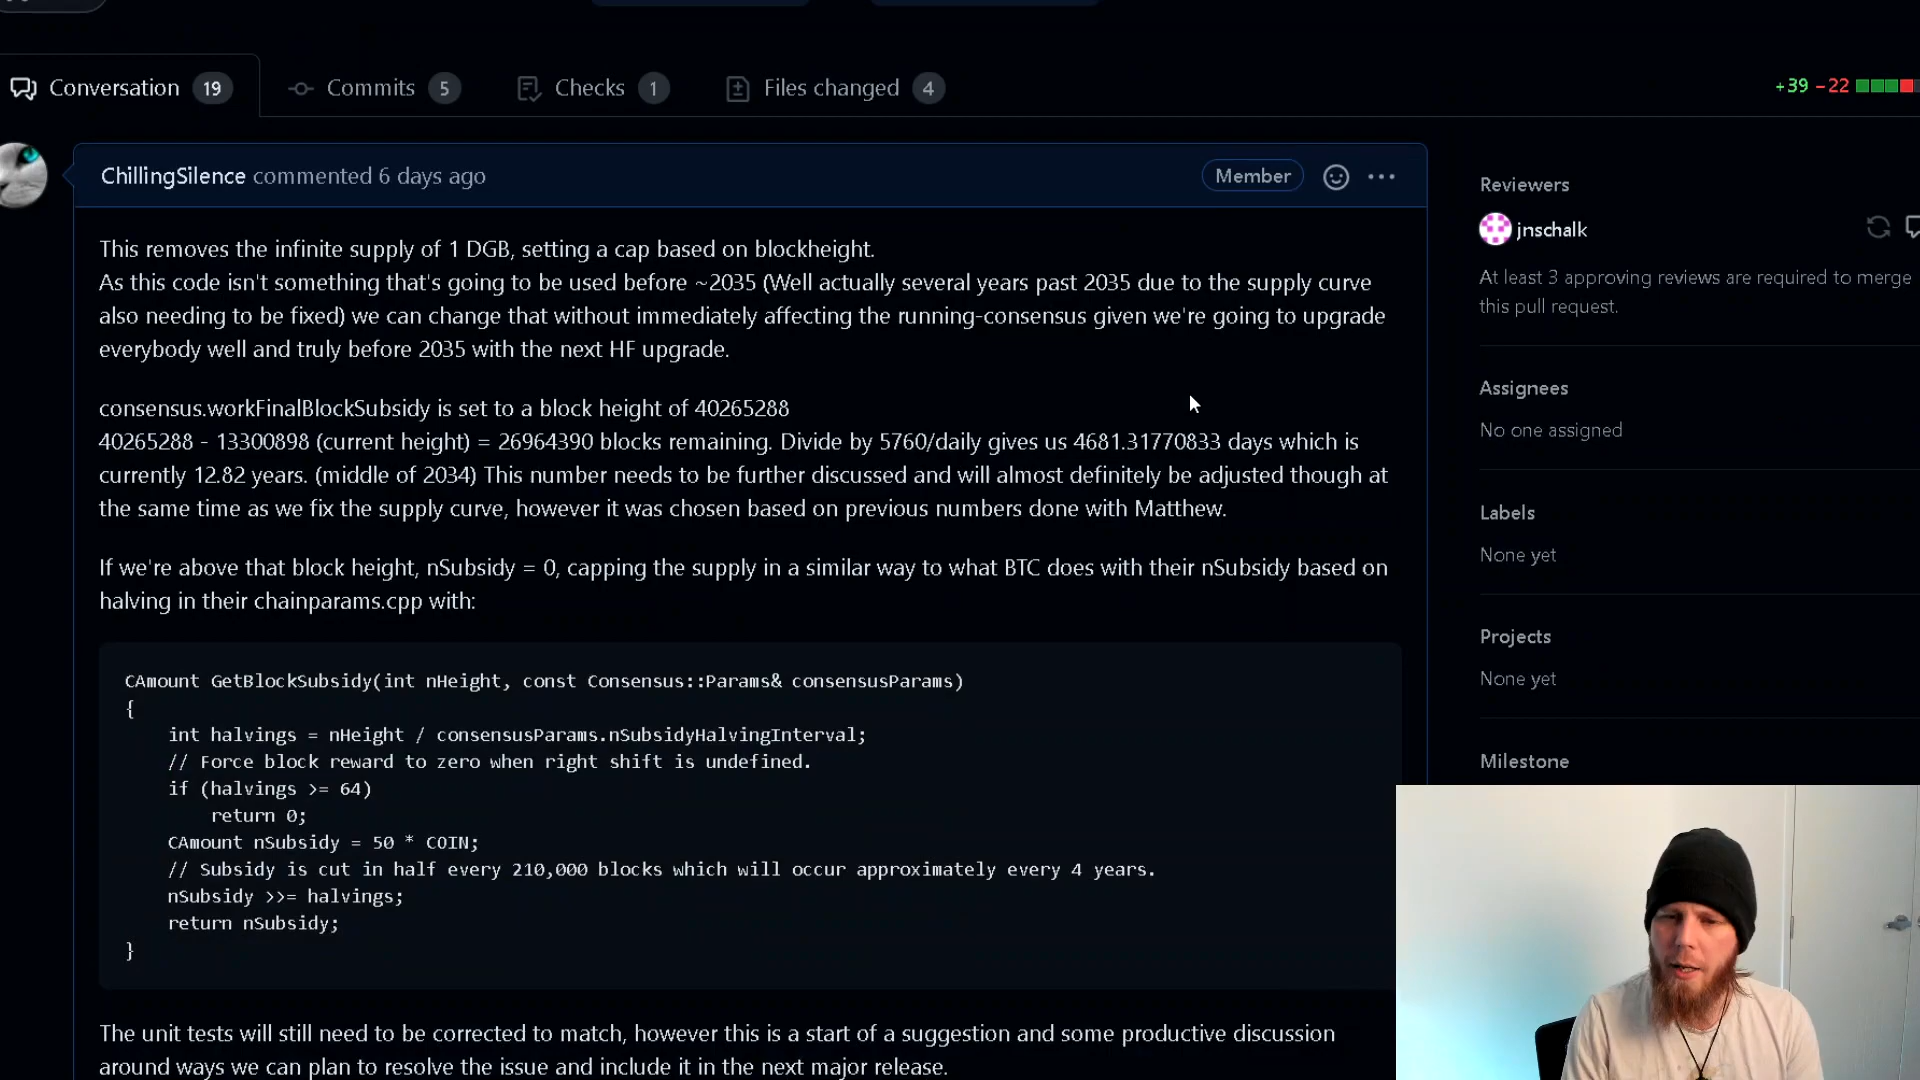 Conversation 19 Commits 5 Checks 1 Files changed 4 +39 −22
ChillingSilence commented 6 days ago Member
This removes the infinite supply of 1 DGB, setting a cap based on blockheight.
As this code isn't something that's going to be used before ~2035 (Well actually several years past 2035 due to the supply curve
also needing to be fixed) we can change that without immediately affecting the running-consensus given we're going to upgrade
everybody well and truly before 2035 with the next HF upgrade.
consensus.workFinalBlockSubsidy is set to a block height of 40265288
40265288 - 13300898 (current height) = 26964390 blocks remaining. Divide by 5760/daily gives us 4681.31770833 days which is
currently 12.82 years. (middle of 2034) This number needs to be further discussed and will almost definitely be adjusted though at
the same time as we fix the supply curve, however it was chosen based on previous numbers done with Matthew.
If we're above that block height, nSubsidy = 0, capping the supply in a similar way to what BTC does with their nSubsidy based on
halving in their chainparams.cpp with:
CAmount GetBlockSubsidy(int nHeight, const Consensus::Params& consensusParams)
{
int halvings = nHeight / consensusParams.nSubsidyHalvingInterval;
// Force block reward to zero when right shift is undefined.
if (halvings >= 64)
return 0;
CAmount nSubsidy = 50 * COIN;
// Subsidy is cut in half every 210,000 blocks which will occur approximately every 4 years.
nSubsidy >>= halvings;
return nSubsidy;
}
The unit tests will still need to be corrected to match, however this is a start of a suggestion and some productive discussion
around ways we can plan to resolve the issue and include it in the next major release.
Reviewers
jnschalk
At least 3 approving reviews are required to merge
this pull request.
Assignees
No one assigned
Labels
None yet
Projects
None yet
Milestone